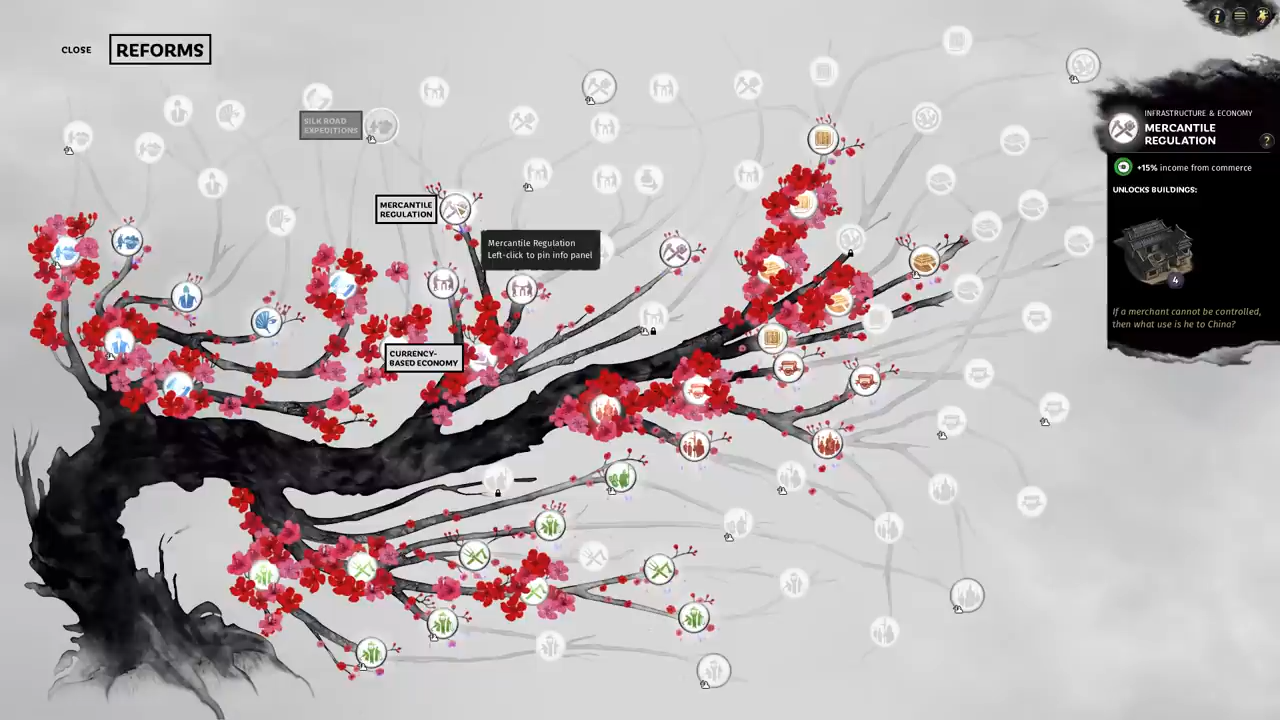 CLOSE
REFORMS
SILK ROAD
EXPEDITIONS
MERCANTILE
REGULATION
Mercantile Regulation
Left-click to pin info panel
CURRENCY-
BASED ECONOMY
INFRASTRUCTURE & ECONOMY
MERCANTILE
REGULATION
?
+15% income from commerce
UNLOCKS BUILDINGS:
4
If a merchant cannot be controlled,
then what use is he to China?